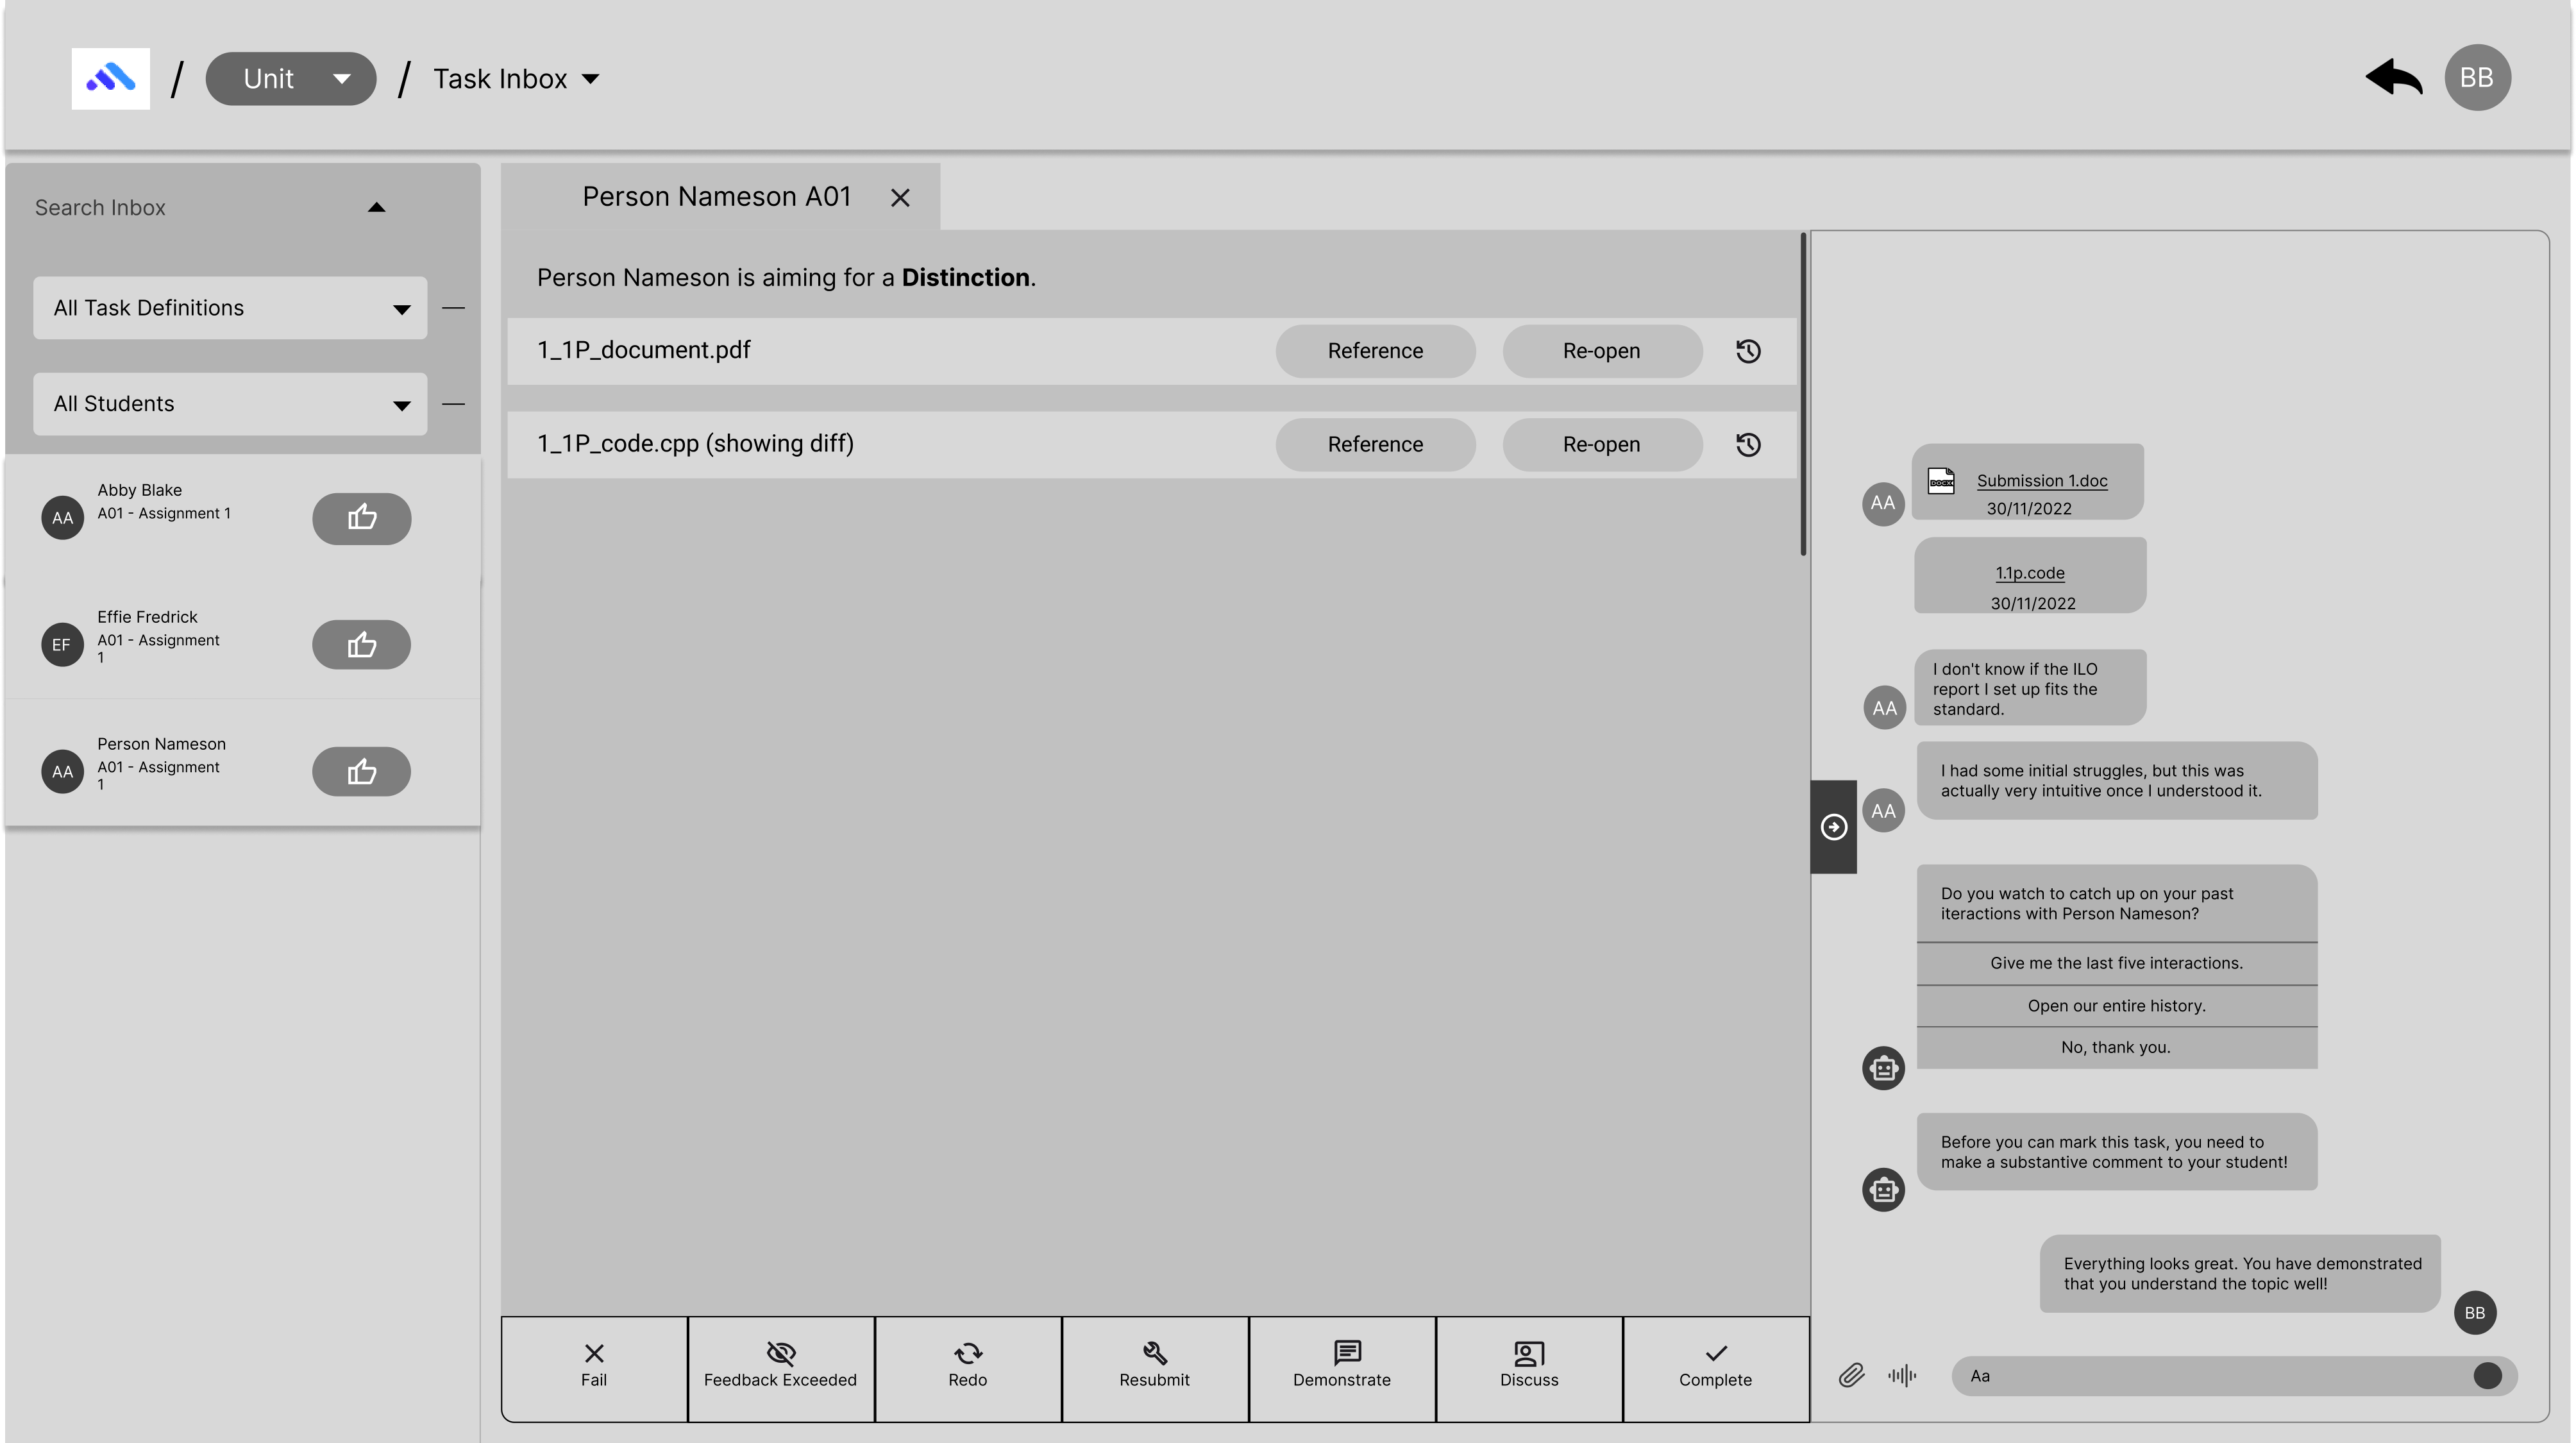 / Unit / Task Inbox
BB
Search Inbox
All Task Definitions
All Students
AA
Abby Blake
A01 - Assignment 1
EF
Effie Fredrick
A01 - Assignment
1
AA
Person Nameson
A01 - Assignment
1
Person Nameson A01
Person Nameson is aiming for a Distinction.
1_1P_document.pdf
Reference
Re-open
1_1P_code.cpp (showing diff)
Reference
Re-open
Fail
Feedback Exceeded
Redo
Resubmit
Demonstrate
Discuss
Complete
AA
DOCX
Submission 1.doc
30/11/2022
1.1p.code
30/11/2022
AA
I don't know if the ILO
report I set up fits the
standard.
AA
I had some initial struggles, but this was
actually very intuitive once I understood it.
Do you watch to catch up on your past
iteractions with Person Nameson?
Give me the last five interactions.
Open our entire history.
No, thank you.
Before you can mark this task, you need to
make a substantive comment to your student!
Everything looks great. You have demonstrated
that you understand the topic well!
BB
Aa